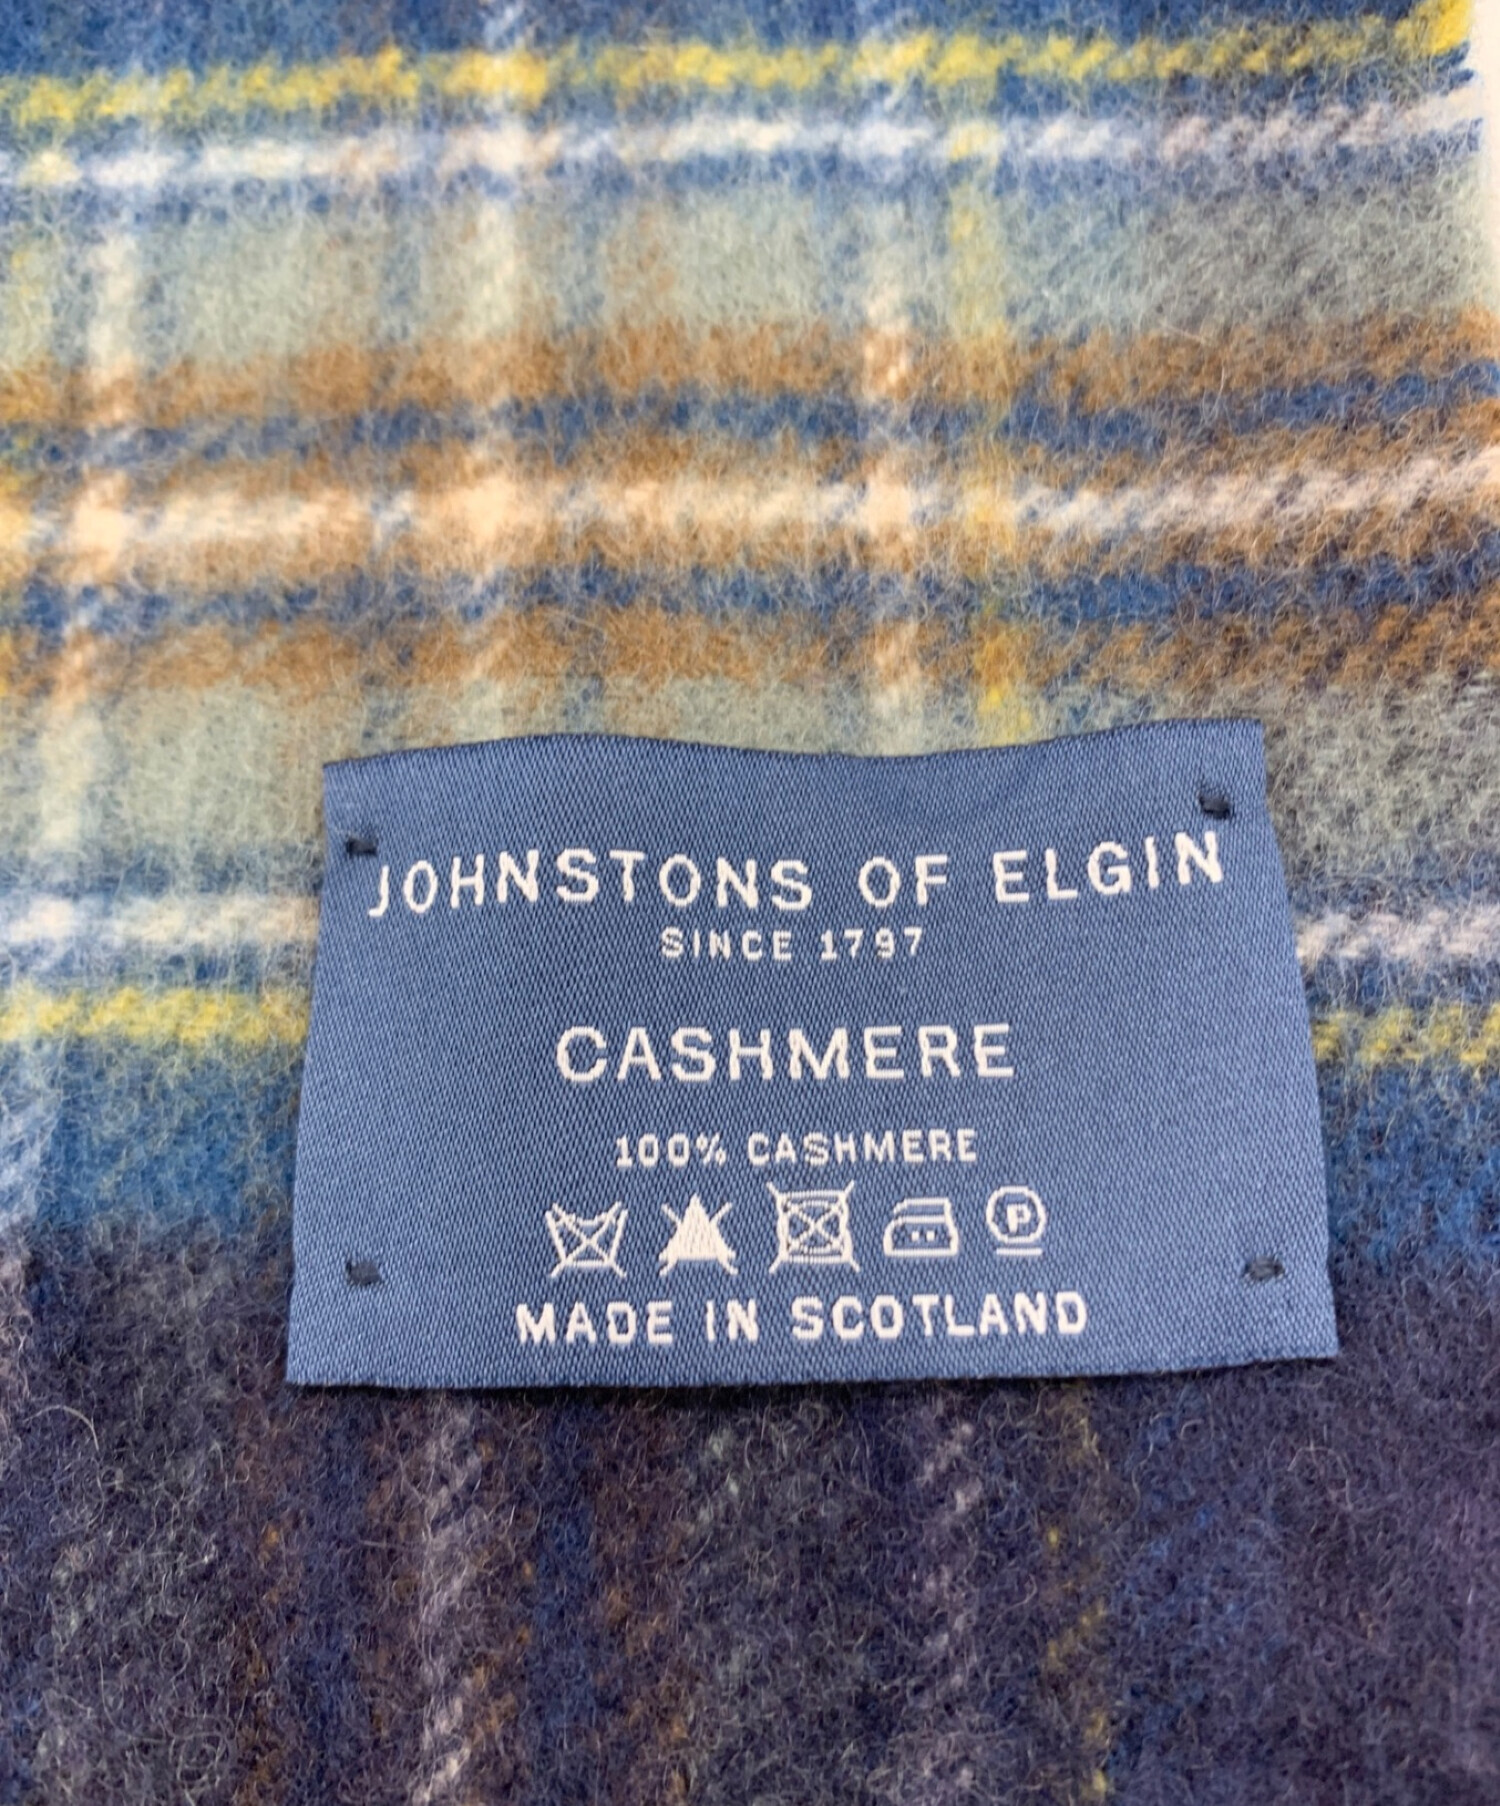 JOHNSTONS OF ELGIN
SINCE 1797
CASHMERE
100% CASHMERE
P
MADE IN SCOTLAND